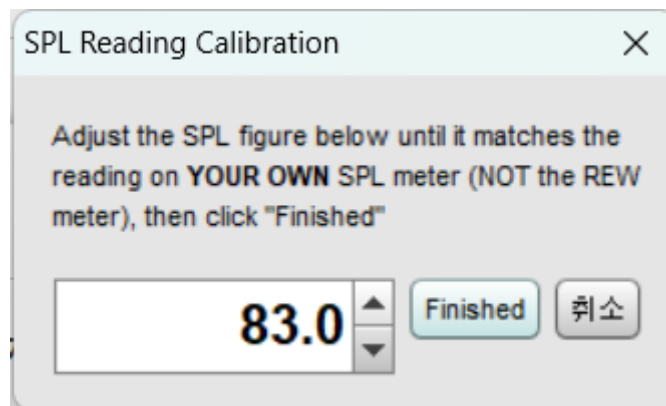 SPL Reading Calibration
Adjust the SPL figure below until it matches the
reading on YOUR OWN SPL meter (NOT the REW
meter), then click "Finished"
83.0 Finished 취소